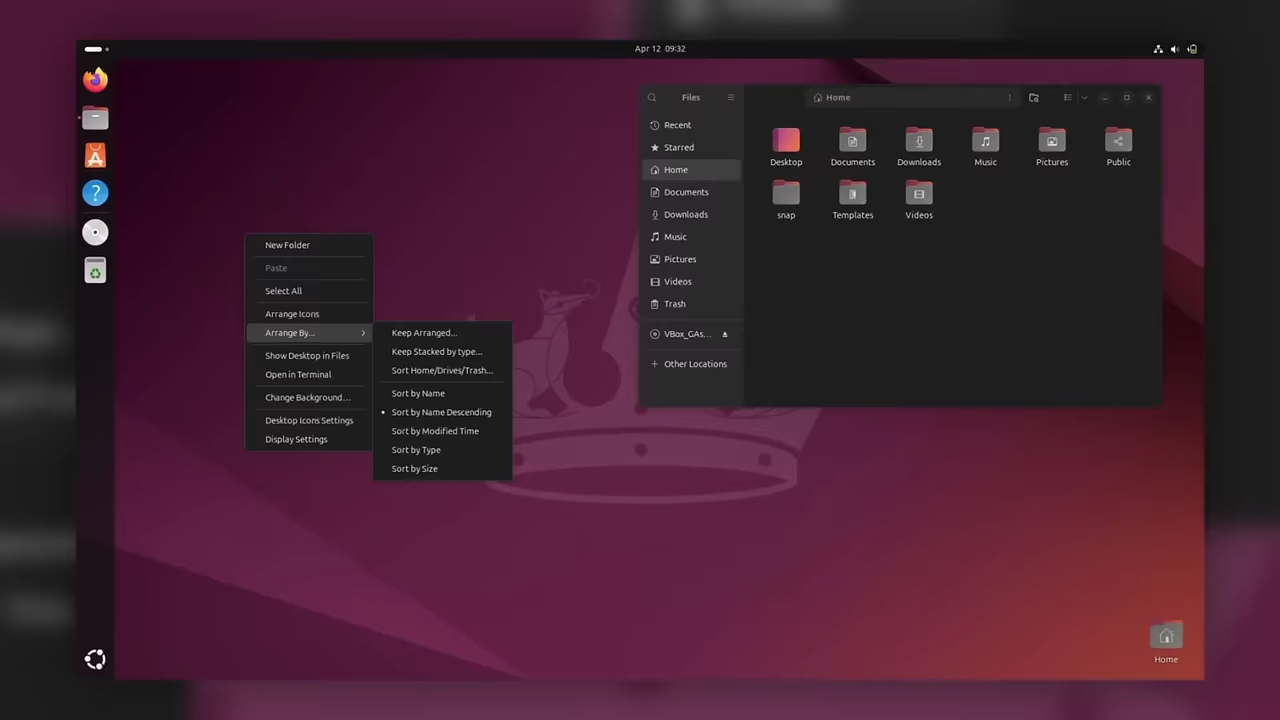 Apr 12 09:32
Files
Home
Recent
Starred
Home
Documents
Downloads
Music
Pictures
Videos
Trash
VBox_GAs...
Other Locations
Desktop
Documents
Downloads
Music
Pictures
Public
snap
Templates
Videos
New Folder
Paste
Select All
Arrange Icons
Arrange By...
Show Desktop in Files
Open in Terminal
Change Background...
Desktop Icons Settings
Display Settings
Keep Arranged...
Keep Stacked by type...
Sort Home/Drives/Trash...
Sort by Name
Sort by Name Descending
Sort by Modified Time
Sort by Type
Sort by Size
Home